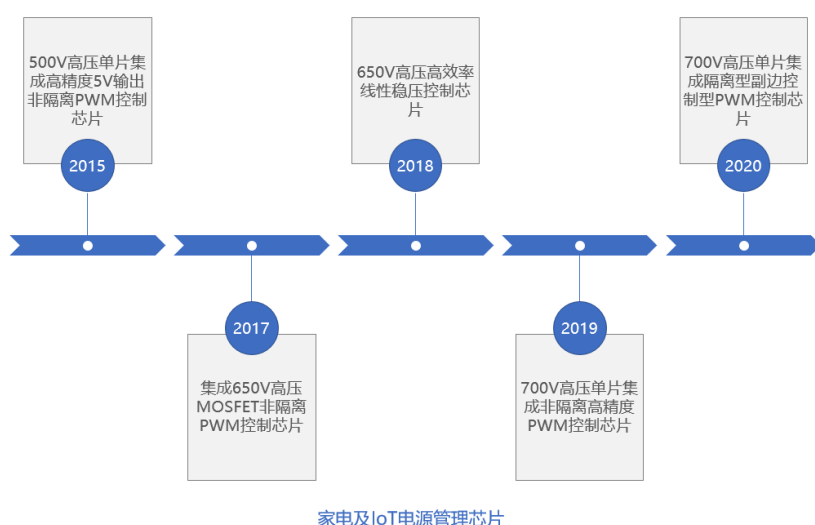 500V高压单片集
成高精度5V输出
非隔离PWM控制
芯片
2015
650V高压高效率
线性稳压控制芯
片
2018
700V高压单片集
成隔离型副边控
制型PWM控制芯
片
2020
2017
集成650V高压
MOSFET非隔离
PWM控制芯片
2019
700V高压单片集
成非隔离高精度
PWM控制芯片
家电及IoT电源管理芯片